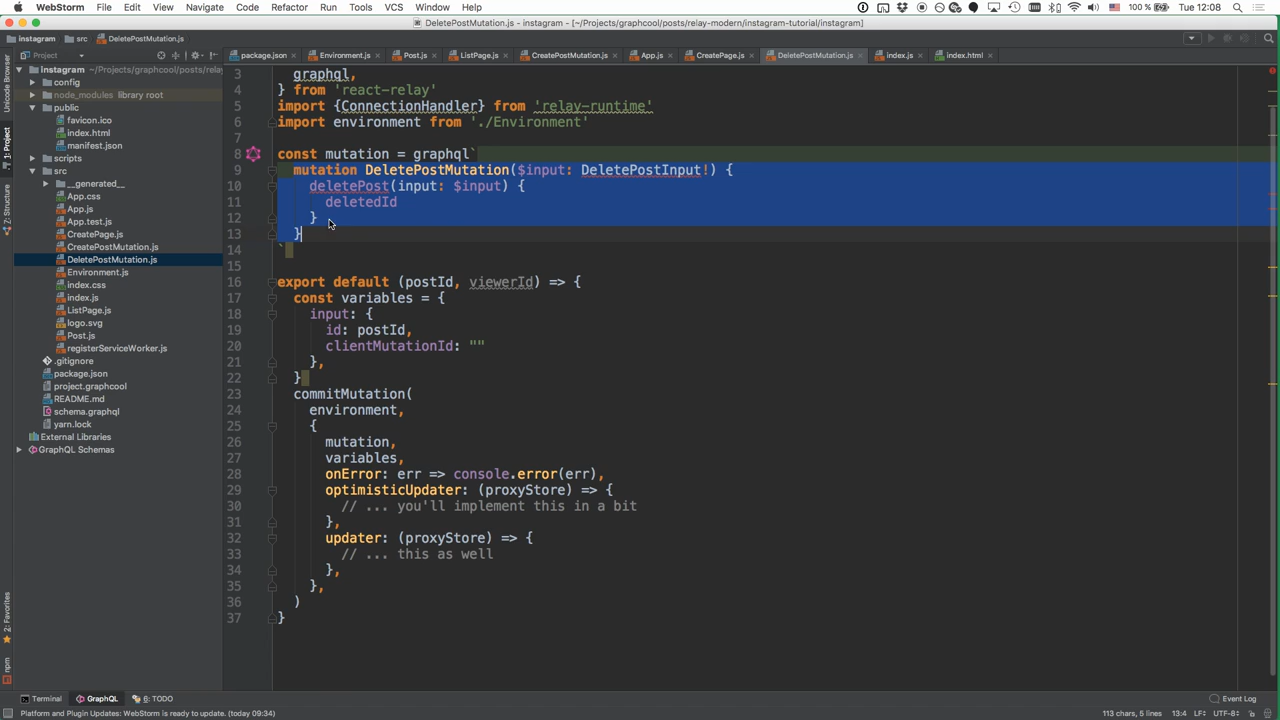 WebStorm File Edit View Navigate Code Refactor Run Tools VCS Window Help 100 % Tue 12:08
DeletePostMutation.js - instagram - [~/Projects/graphcool/posts/relay-modern/instagram-tutorial/instagram]
instagram src DeletePostMutation.js
Project
package.json Environment.js Post.js ListPage.js CreatePostMutation.js App.js CreatePage.js DeletePostMutation.js index.js index.html
Unicode Browser
1: Project
7: Structure
2: Favorites
npm
instagram ~/Projects/graphcool/posts/relay
config
node_modules library root
public
favicon.ico
index.html
manifest.json
scripts
src
__generated__
App.css
App.js
App.test.js
CreatePage.js
CreatePostMutation.js
DeletePostMutation.js
Environment.js
index.css
index.js
ListPage.js
logo.svg
Post.js
registerServiceWorker.js
.gitignore
package.json
project.graphcool
README.md
schema.graphql
yarn.lock
External Libraries
GraphQL Schemas
3 graphql,
4 } from 'react-relay'
5 import {ConnectionHandler} from 'relay-runtime'
6 import environment from './Environment'
7
8 const mutation = graphql`
9 mutation DeletePostMutation($input: DeletePostInput!) {
10 deletePost(input: $input) {
11 deletedId
12 }
13 }
14 `
15
16 export default (postId, viewerId) => {
17 const variables = {
18 input: {
19 id: postId,
20 clientMutationId: ""
21 },
22 }
23 commitMutation(
24 environment,
25 {
26 mutation,
27 variables,
28 onError: err => console.error(err),
29 optimisticUpdater: (proxyStore) => {
30 // ... you'll implement this in a bit
31 },
32 updater: (proxyStore) => {
33 // ... this as well
34 },
35 },
36 )
37 }
Terminal GraphQL 6: TODO Event Log
Platform and Plugin Updates: WebStorm is ready to update. (today 09:34) 113 chars, 5 lines 13:4 LF÷ UTF-8÷